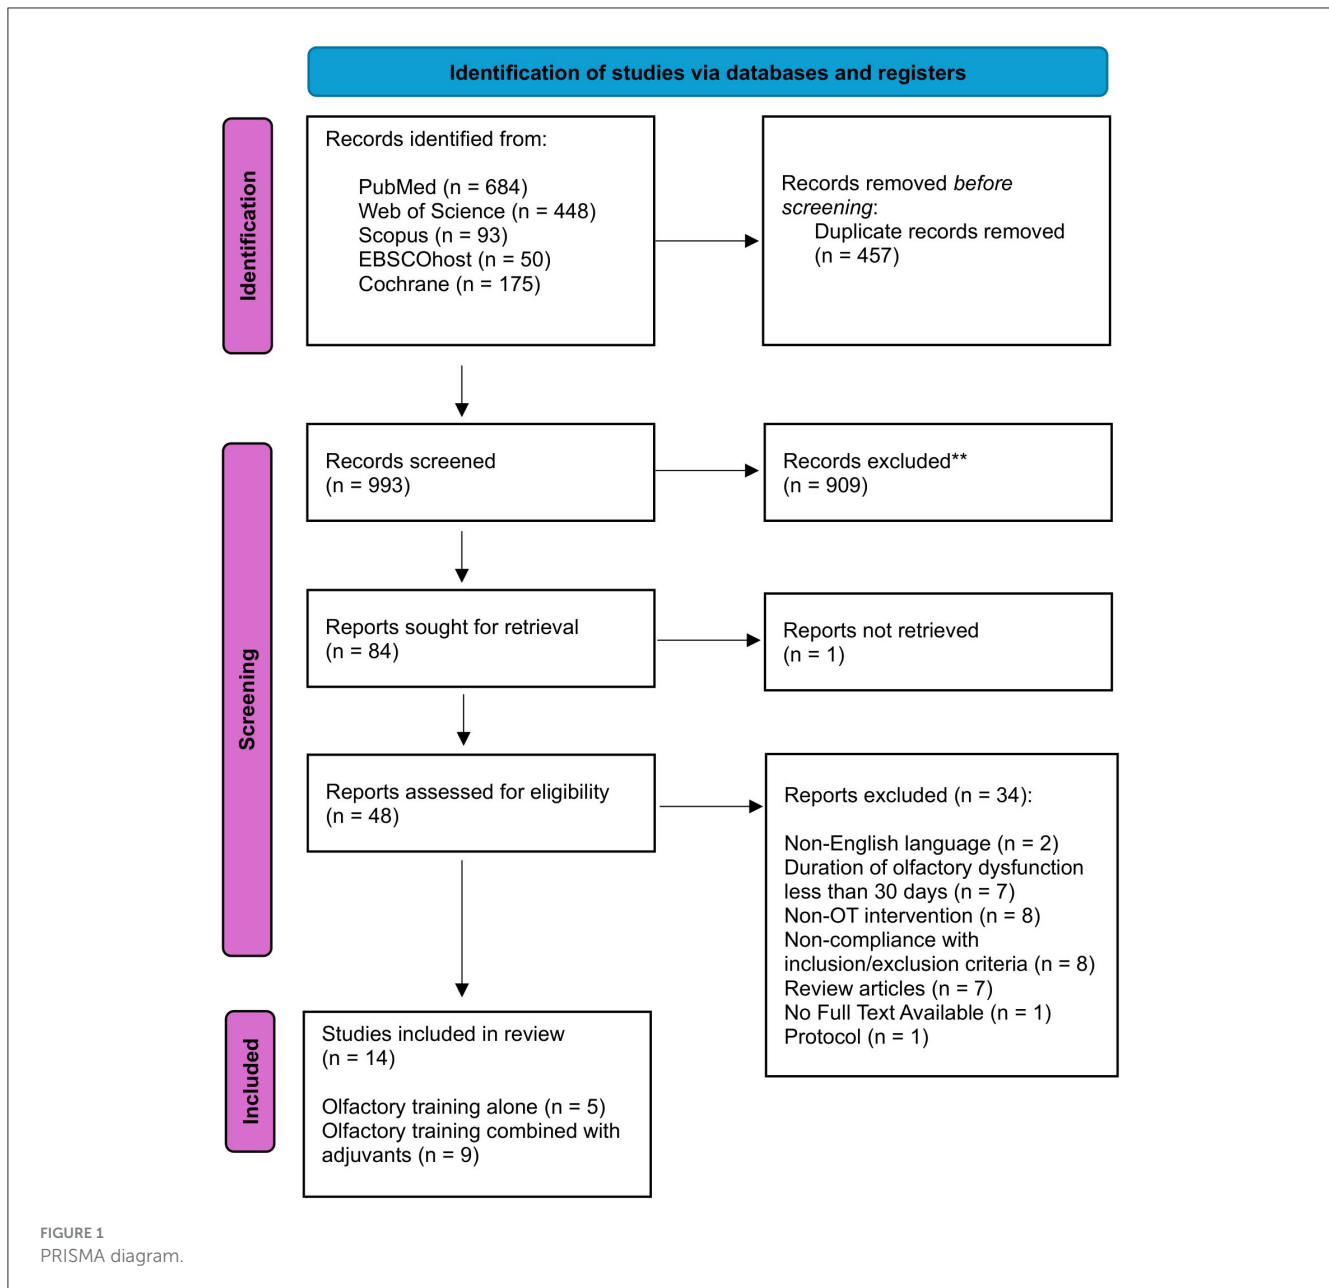 Identification of studies via databases and registers
Identification
Records identified from:
PubMed (n = 684)
Web of Science (n = 448)
Scopus (n = 93)
EBSCOhost (n = 50)
Cochrane (n = 175)
Records removed before
screening:
Duplicate records removed
(n = 457)
Screening
Records screened
(n = 993)
Records excluded**
(n = 909)
Reports sought for retrieval
(n = 84)
Reports not retrieved
(n = 1)
Reports assessed for eligibility
(n = 48)
Reports excluded (n = 34):
Non-English language (n = 2)
Duration of olfactory dysfunction
less than 30 days (n = 7)
Non-OT intervention (n = 8)
Non-compliance with
inclusion/exclusion criteria (n = 8)
Review articles (n = 7)
No Full Text Available (n = 1)
Protocol (n = 1)
Included
Studies included in review
(n = 14)
Olfactory training alone (n = 5)
Olfactory training combined with
adjuvants (n = 9)
FIGURE 1
PRISMA diagram.